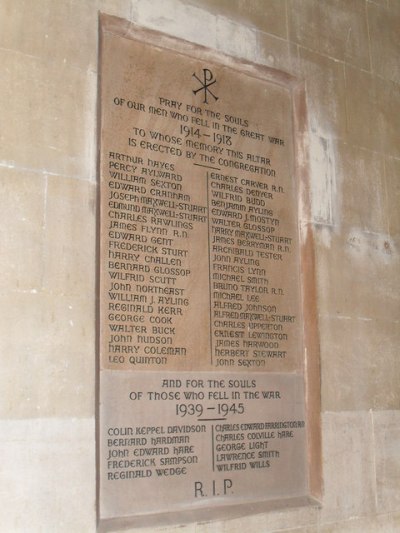 PRAY FOR THE SOULS
OF OUR MEN WHO FELL IN THE GREAT WAR
1914–1918
TO WHOSE MEMORY THIS ALTAR
IS ERECTED BY THE CONGREGATION
ARTHUR HAYES
PERCY AYLWARD
WILLIAM SEXTON
EDWARD CRANHAM
JOSEPH MAXWELL-STUART
EDMUND MAXWELL-STUART
CHARLES RAWLINGS
JAMES FLYNN R.N.
EDWARD GENT
FREDERICK STURT
HARRY CHALLEN
BERNARD GLOSSOP
WILFRID SCUTT
JOHN NORTHEAST
WILLIAM J. AYLING
REGINALD KERR
GEORGE COOK
WALTER BUCK
JOHN HUDSON
HARRY COLEMAN
LEO QUINTON
ERNEST CARVER R.N.
CHARLES DENYER
WILFRID BUDD
BENJAMIN AYLING
EDWARD J. MOSTYN
WALTER GLOSSOP
HARRY MAXWELL-STUART
JAMES BERRYMAN R.N.
ARCHIBALD TESTER
JOHN AYLING
FRANCIS LYNN
MICHAEL SMITH
BRUNO TAYLOR R.N.
MICHAEL LEE
ALFRED JOHNSON
ALFRED MAXWELL-STUART
CHARLES UPPERTON
ERNEST LEWINGTON
JAMES HARWOOD
HERBERT STEWART
JOHN SEXTON
AND FOR THE SOULS
OF THOSE WHO FELL IN THE WAR
1939–1945
COLIN KEPPEL DAVIDSON
BERNARD HARDMAN
JOHN EDWARD HARE
FREDERICK SAMPSON
REGINALD WEDGE
CHARLES EDWARD HARRINGTON R.N.
CHARLES COLVILLE HARE
GEORGE LIGHT
LAWRENCE SMITH
WILFRID WILLS
R.I.P.